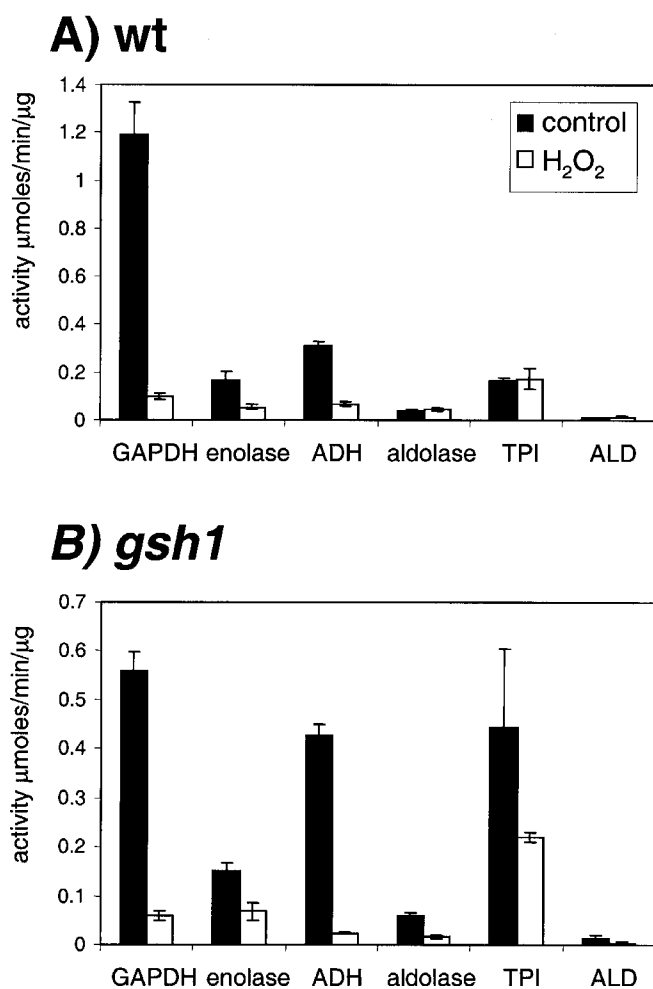 A) wt
activity μmoles/min/μg
1.4
1.2
1
0.8
0.6
0.4
0.2
0
control
H₂O₂
GAPDH enolase ADH aldolase TPI ALD
B) gsh1
activity μmoles/min/μg
0.7
0.6
0.5
0.4
0.3
0.2
0.1
0
GAPDH enolase ADH aldolase TPI ALD